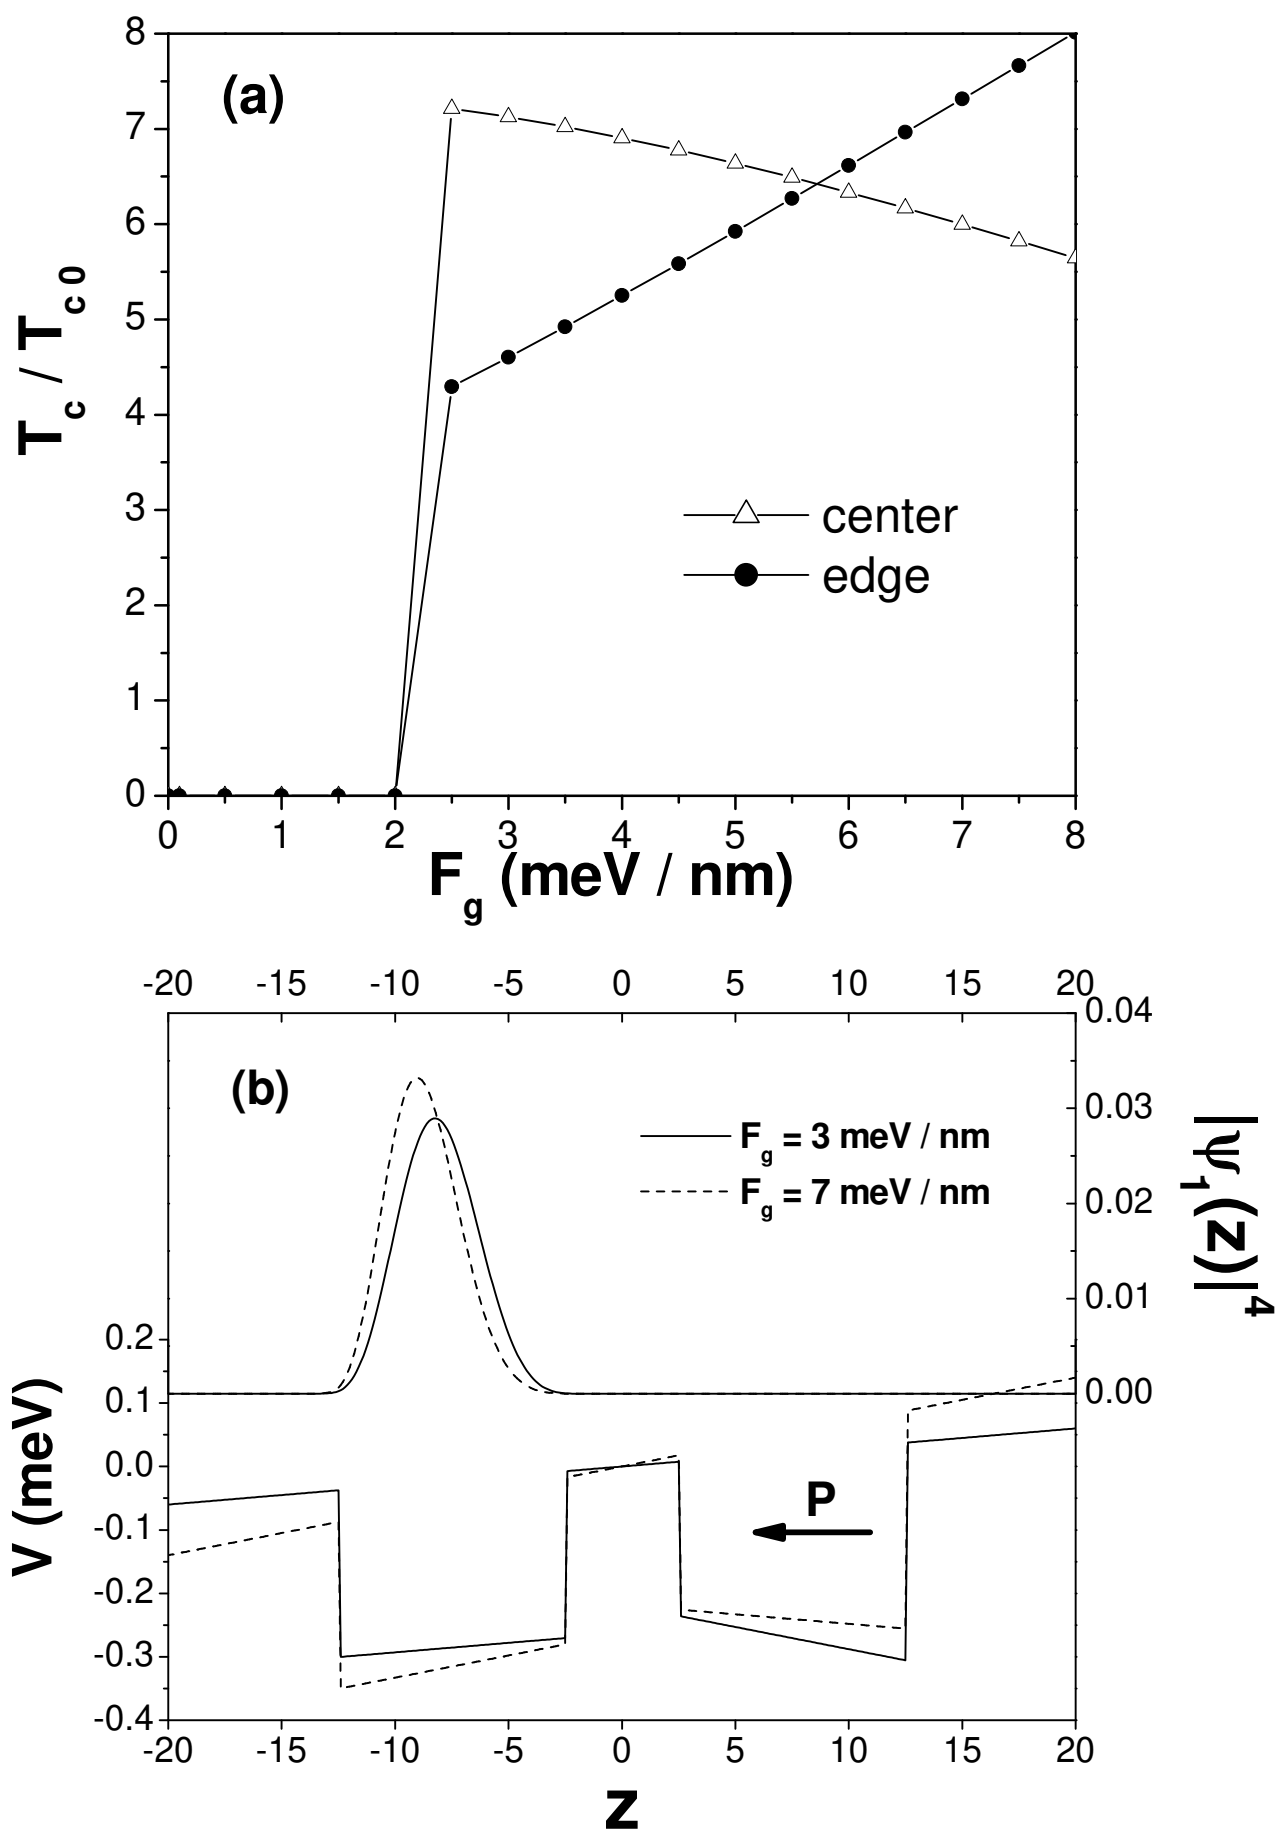 8
(a)
7
6
5
4
3
2
1
0
T_c / T_c0
center
edge
0 1 2 3 4 5 6 7 8
F_g (meV / nm)
-20 -15 -10 -5 0 5 10 15 20
0.04
(b)
F_g = 3 meV / nm
F_g = 7 meV / nm
0.03
0.02
0.01
0.00
|ψ_1(z)|^4
0.2
0.1
0.0
-0.1
-0.2
-0.3
-0.4
V (meV)
P
-20 -15 -10 -5 0 5 10 15 20
z